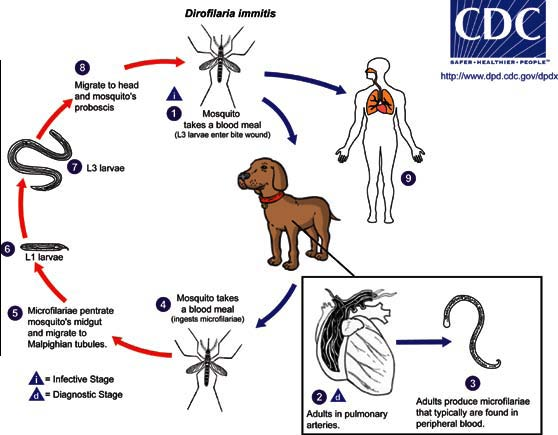 Dirofilaria immitis
CDC
SAFER • HEALTHIER • PEOPLE™
http://www.dpd.cdc.gov/dpdx
8
Migrate to head
and mosquito's
proboscis
i
1
Mosquito
takes a blood meal
(L3 larvae enter bite wound)
7
L3 larvae
9
6
L1 larvae
5
Microfilariae pentrate
mosquito's midgut
and migrate to
Malpighian tubules.
4
Mosquito takes
a blood meal
(ingests microfilariae)
i = Infective Stage
d = Diagnostic Stage
2
d
Adults in pulmonary
arteries.
3
Adults produce microfilariae
that typically are found in
peripheral blood.